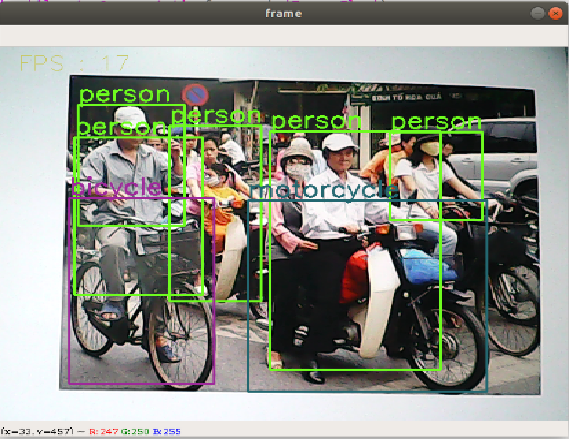 frame
FPS : 17
person
person
person
person
person
bicycle
motorcycle
(x=33, y=457) ~ R:247 G:250 B:255